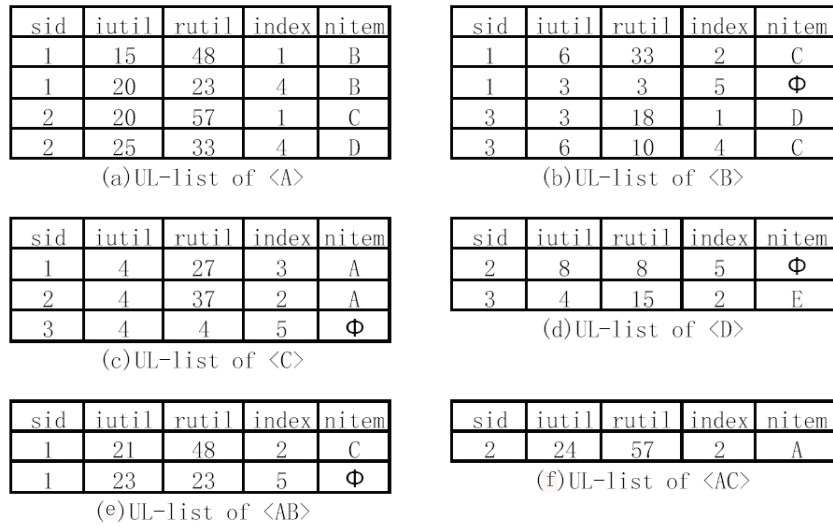 sid iutil rutil index nitem
1 15 48 1 B
1 20 23 4 B
2 20 57 1 C
2 25 33 4 D
(a)UL-list of <A>
sid iutil rutil index nitem
1 6 33 2 C
1 3 3 5 Φ
3 3 18 1 D
3 6 10 4 C
(b)UL-list of <B>
sid iutil rutil index nitem
1 4 27 3 A
2 4 37 2 A
3 4 4 5 Φ
(c)UL-list of <C>
sid iutil rutil index nitem
2 8 8 5 Φ
3 4 15 2 E
(d)UL-list of <D>
sid iutil rutil index nitem
1 21 48 2 C
1 23 23 5 Φ
(e)UL-list of <AB>
sid iutil rutil index nitem
2 24 57 2 A
(f)UL-list of <AC>